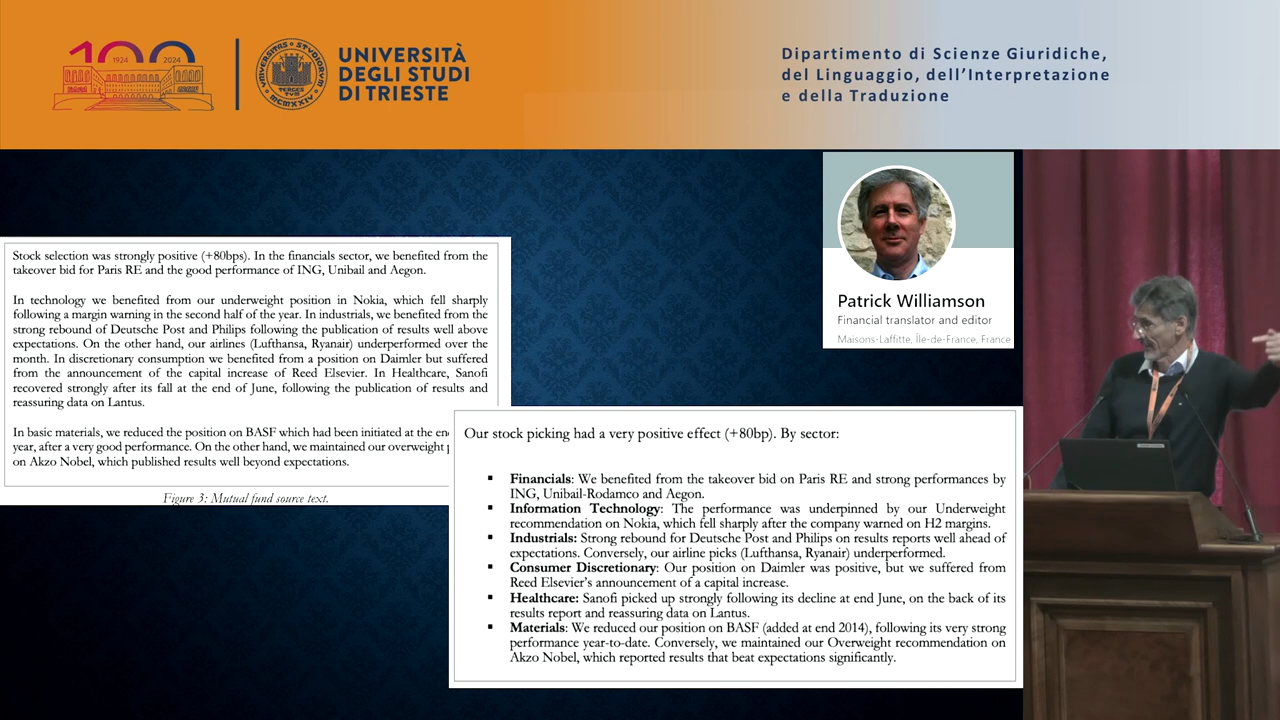 100
1924 2024
UNIVERSITAS STUDIORUM TERGESTINA
MCMXXIV
UNIVERSITÀ
DEGLI STUDI
DI TRIESTE
Dipartimento di Scienze Giuridiche,
del Linguaggio, dell’Interpretazione
e della Traduzione
Patrick Williamson
Financial translator and editor
Maisons-Laffitte, Île-de-France, France
Stock selection was strongly positive (+80bps). In the financials sector, we benefited from the
takeover bid for Paris RE and the good performance of ING, Unibail and Aegon.
In technology we benefited from our underweight position in Nokia, which fell sharply
following a margin warning in the second half of the year. In industrials, we benefited from the
strong rebound of Deutsche Post and Philips following the publication of results well above
expectations. On the other hand, our airlines (Lufthansa, Ryanair) underperformed over the
month. In discretionary consumption we benefited from a position on Daimler but suffered
from the announcement of the capital increase of Reed Elsevier. In Healthcare, Sanofi
recovered strongly after its fall at the end of June, following the publication of results and
reassuring data on Lantus.
In basic materials, we reduced the position on BASF which had been initiated at the
year, after a very good performance. On the other hand, we maintained our overweight
on Akzo Nobel, which published results well beyond expectations.
Figure 3: Mutual fund source text.
Our stock picking had a very positive effect (+80bp). By sector:
▪ Financials: We benefited from the takeover bid on Paris RE and strong performances by
ING, Unibail-Rodamco and Aegon.
▪ Information Technology: The performance was underpinned by our Underweight
recommendation on Nokia, which fell sharply after the company warned on H2 margins.
▪ Industrials: Strong rebound for Deutsche Post and Philips on results reports well ahead of
expectations. Conversely, our airline picks (Lufthansa, Ryanair) underperformed.
▪ Consumer Discretionary: Our position on Daimler was positive, but we suffered from
Reed Elsevier’s announcement of a capital increase.
▪ Healthcare: Sanofi picked up strongly following its decline at end June, on the back of its
results report and reassuring data on Lantus.
▪ Materials: We reduced our position on BASF (added at end 2014), following its very strong
performance year-to-date. Conversely, we maintained our Overweight recommendation on
Akzo Nobel, which reported results that beat expectations significantly.